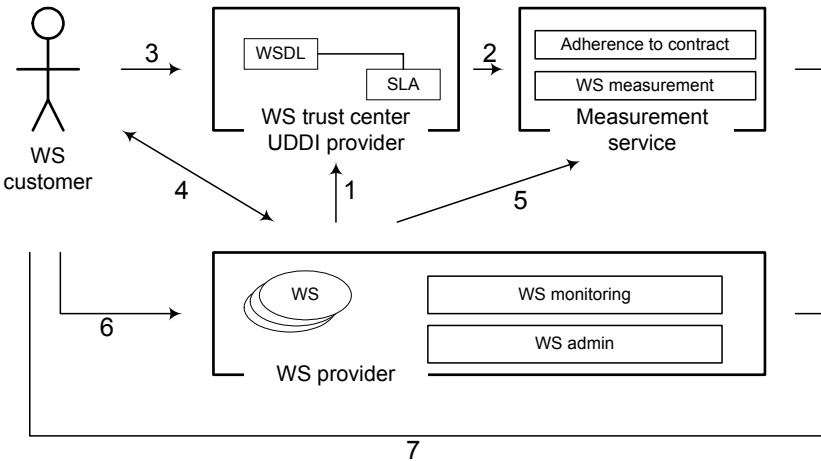 3
WSDL
SLA
WS trust center
UDDI provider
2
Adherence to contract
WS measurement
Measurement
service
WS
customer
4
1
5
6
WS
WS monitoring
WS admin
WS provider
7